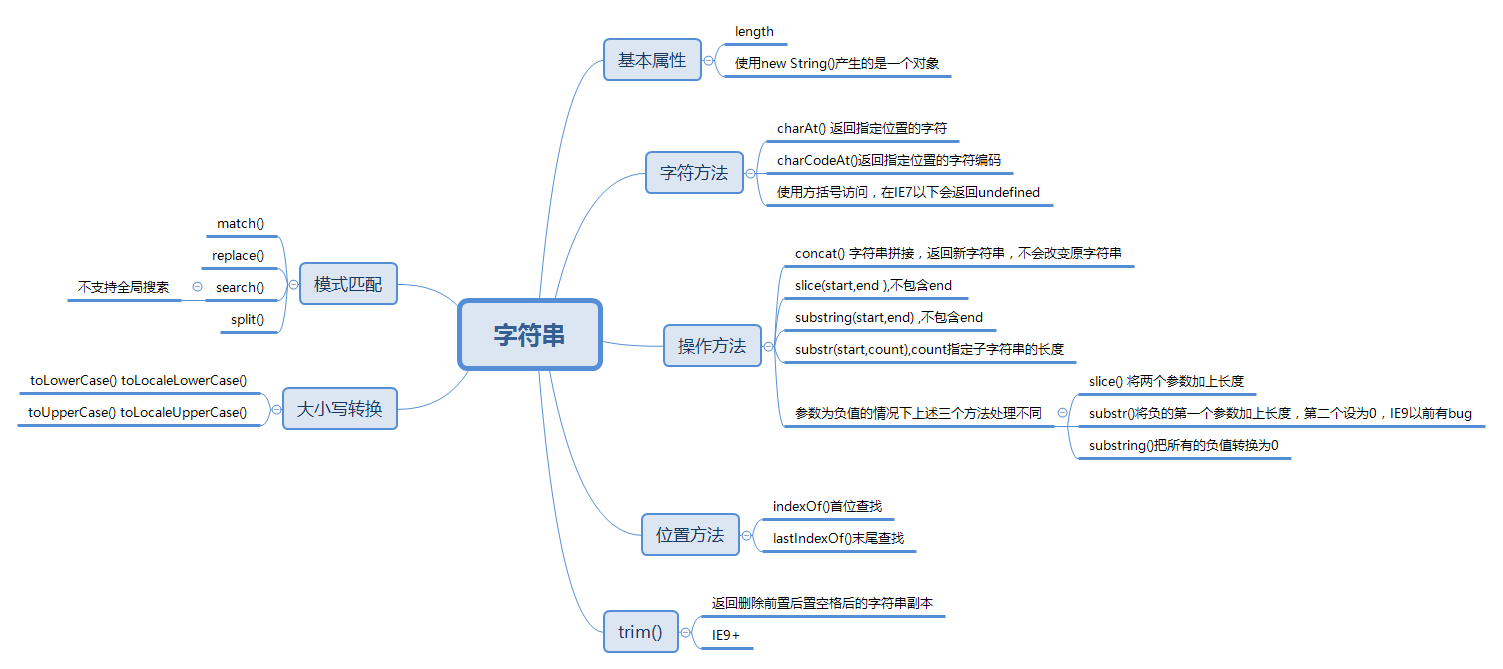 字符串
基本属性
length
使用new String()产生的是一个对象
字符方法
charAt() 返回指定位置的字符
charCodeAt()返回指定位置的字符编码
使用方括号访问，在IE7以下会返回undefined
操作方法
concat() 字符串拼接，返回新字符串，不会改变原字符串
slice(start,end ),不包含end
substring(start,end) ,不包含end
substr(start,count),count指定子字符串的长度
参数为负值的情况下上述三个方法处理不同
slice() 将两个参数加上长度
substr()将负的第一个参数加上长度，第二个设为0，IE9以前有bug
substring()把所有的负值转换为0
位置方法
indexOf()首位查找
lastIndexOf()末尾查找
trim()
返回删除前置后置空格后的字符串副本
IE9+
模式匹配
match()
replace()
search()
不支持全局搜索
split()
大小写转换
toLowerCase() toLocaleLowerCase()
toUpperCase() toLocaleUpperCase()